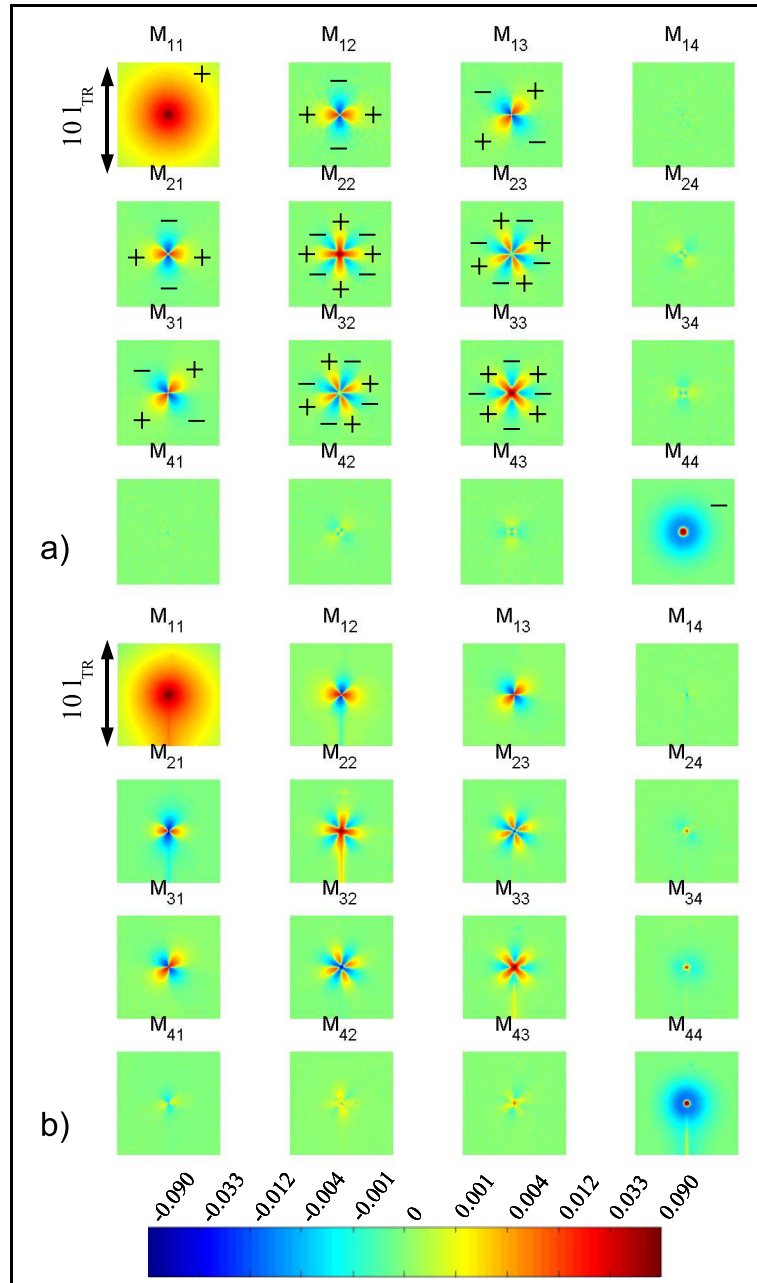 M11 M12 M13 M14
10 lTR
+ − + + − − + + −
M21 M22 M23 M24
− + + − + − − + + − − + + − + − + − + −
M31 M32 M33 M34
− + + − + − − + + − − + − + + − − + + −
M41 M42 M43 M44
−
a)
M11 M12 M13 M14
10 lTR
M21 M22 M23 M24
M31 M32 M33 M34
M41 M42 M43 M44
b)
-0.090 -0.033 -0.012 -0.004 -0.001 0 0.001 0.004 0.012 0.033 0.090